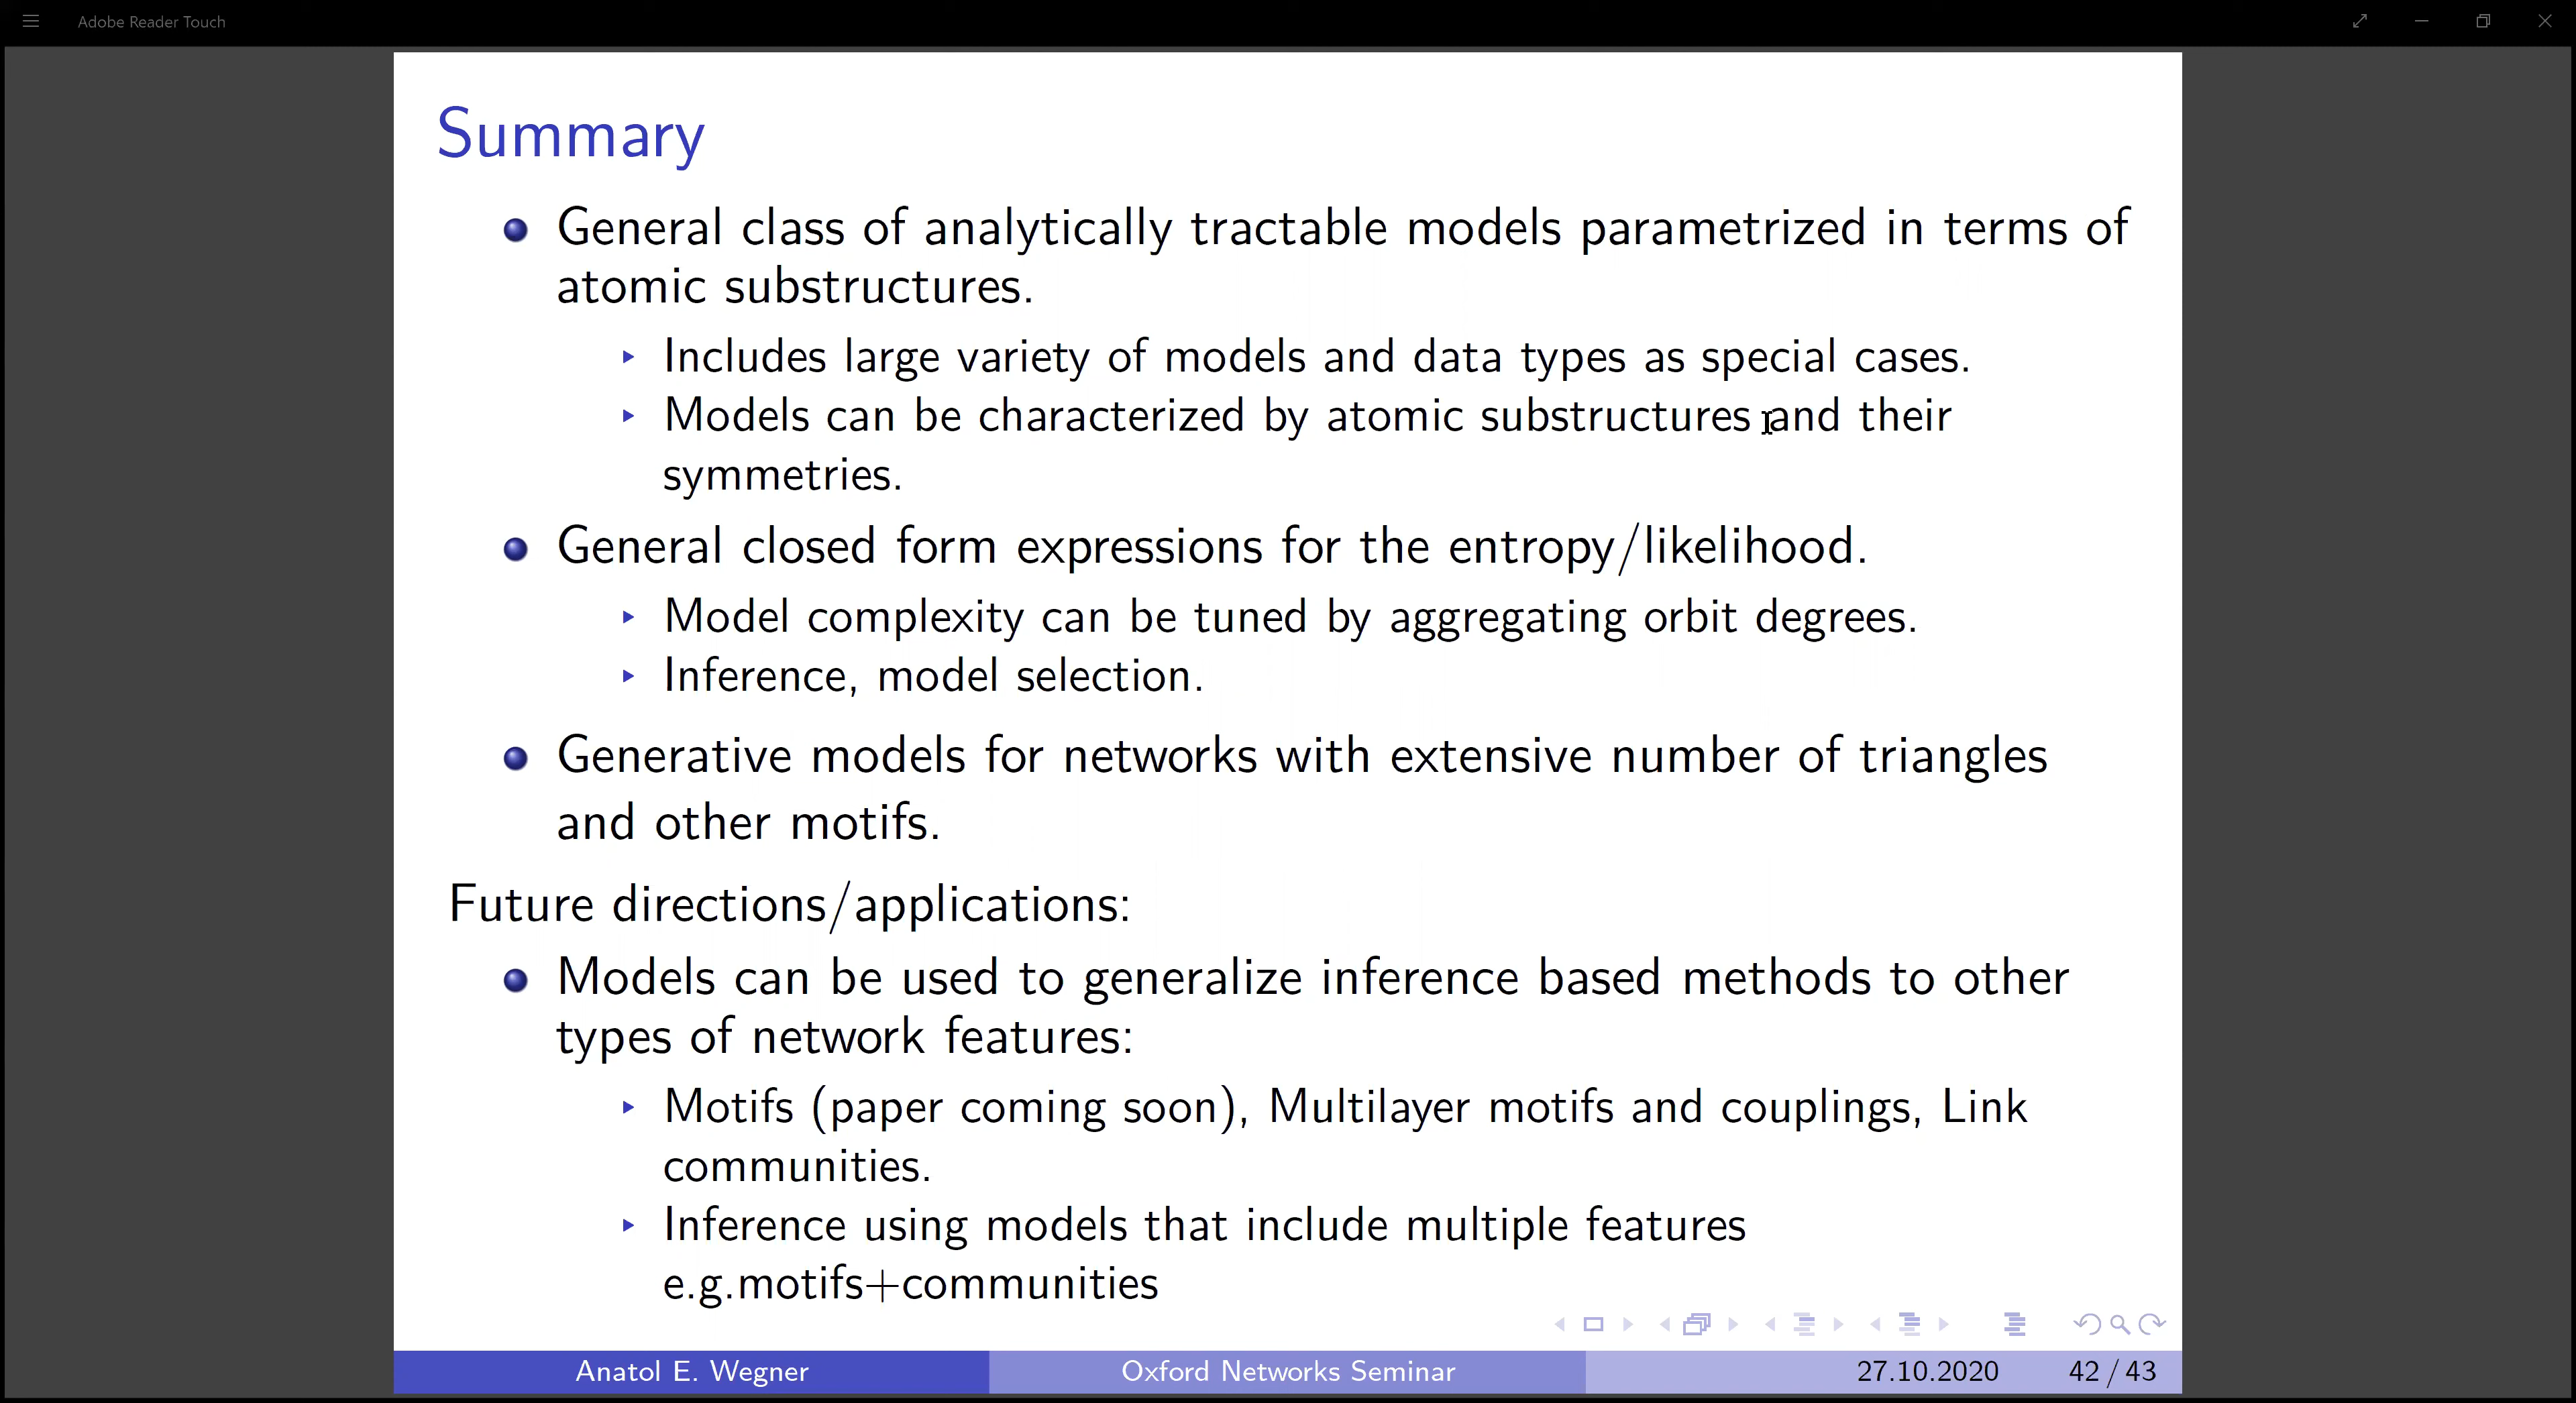 Adobe Reader Touch
Summary
General class of analytically tractable models parametrized in terms of
atomic substructures.
Includes large variety of models and data types as special cases.
Models can be characterized by atomic substructures and their
symmetries.
General closed form expressions for the entropy/likelihood.
Model complexity can be tuned by aggregating orbit degrees.
Inference, model selection.
Generative models for networks with extensive number of triangles
and other motifs.
Future directions/applications:
Models can be used to generalize inference based methods to other
types of network features:
Motifs (paper coming soon), Multilayer motifs and couplings, Link
communities.
Inference using models that include multiple features
e.g.motifs+communities
Anatol E. Wegner Oxford Networks Seminar 27.10.2020 42 / 43